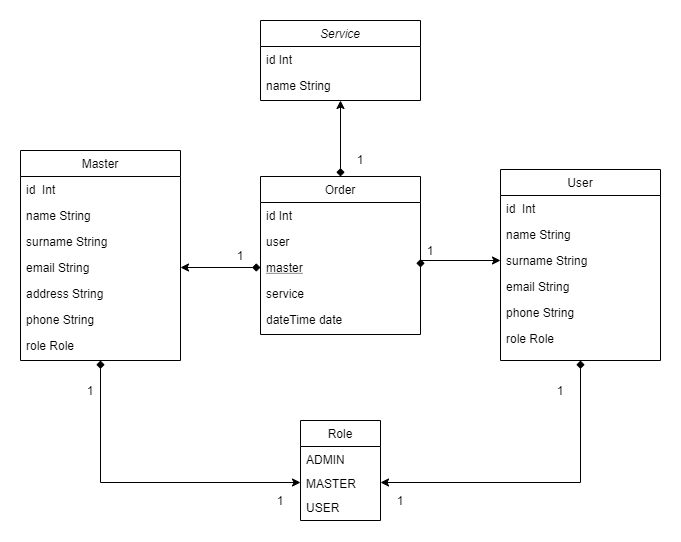 Service
id Int
name String
1
Master
id  Int
name String
surname String
email String
address String
phone String
role Role
1
Order
id Int
user
master
service
dateTime date
1
User
id  Int
name String
surname String
email String
phone String
role Role
1
1
Role
ADMIN
MASTER
USER
1
1